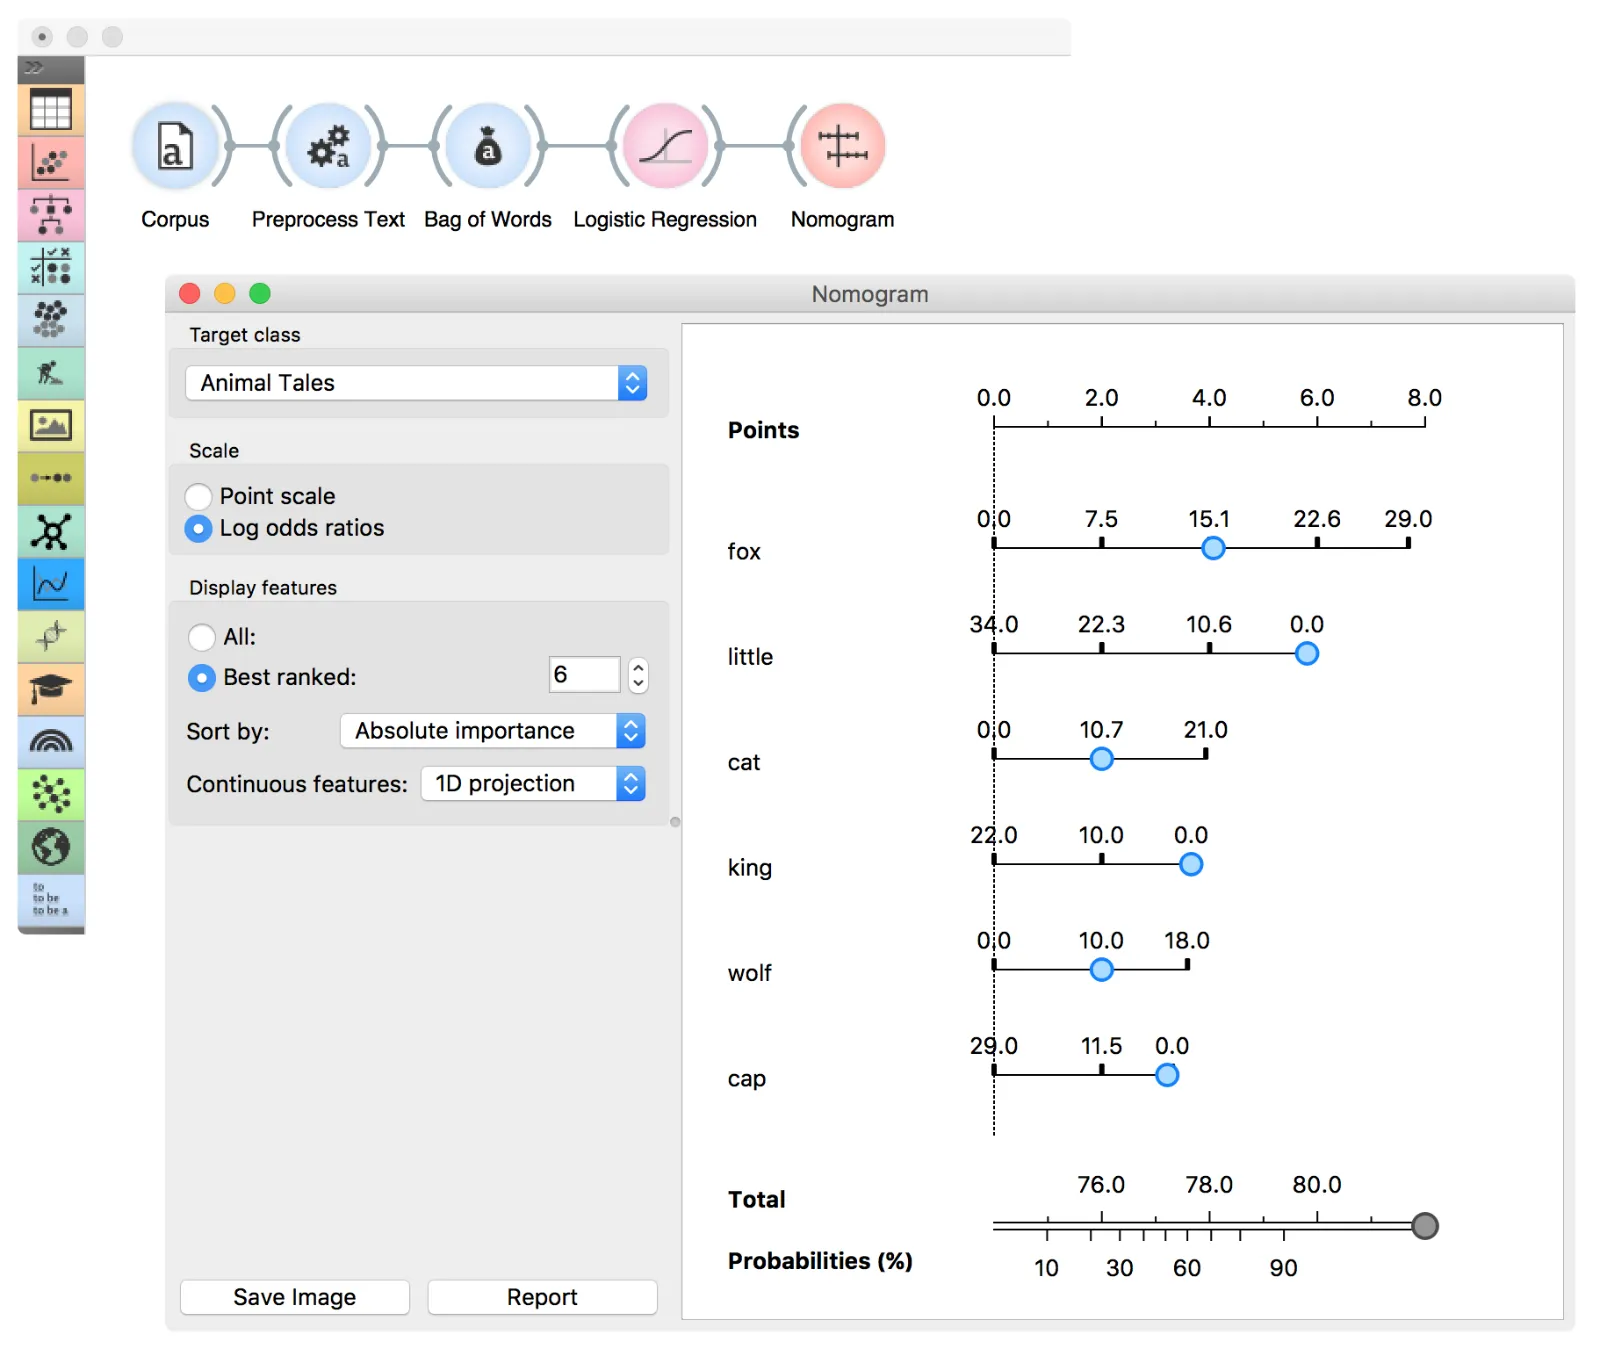 Corpus Preprocess Text Bag of Words Logistic Regression Nomogram
Nomogram
Target class
Animal Tales
Scale
Point scale
Log odds ratios
Display features
All:
Best ranked: 6
Sort by: Absolute importance
Continuous features: 1D projection
Save Image Report
0.0 2.0 4.0 6.0 8.0
Points
0.0 7.5 15.1 22.6 29.0
fox
34.0 22.3 10.6 0.0
little
0.0 10.7 21.0
cat
22.0 10.0 0.0
king
0.0 10.0 18.0
wolf
29.0 11.5 0.0
cap
76.0 78.0 80.0
Total
Probabilities (%)
10 30 60 90
a
a
a
to
to be
to be a